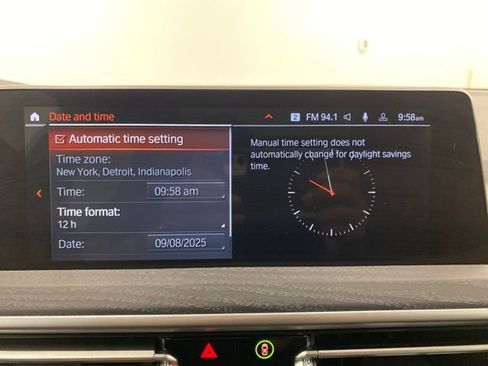 Date and time
2 FM 94.1 9:58am
Automatic time setting
Time zone:
New York, Detroit, Indianapolis
Time: 09:58 am
Time format:
12 h
Date: 09/08/2025
Manual time setting does not
automatically change for daylight savings
time.